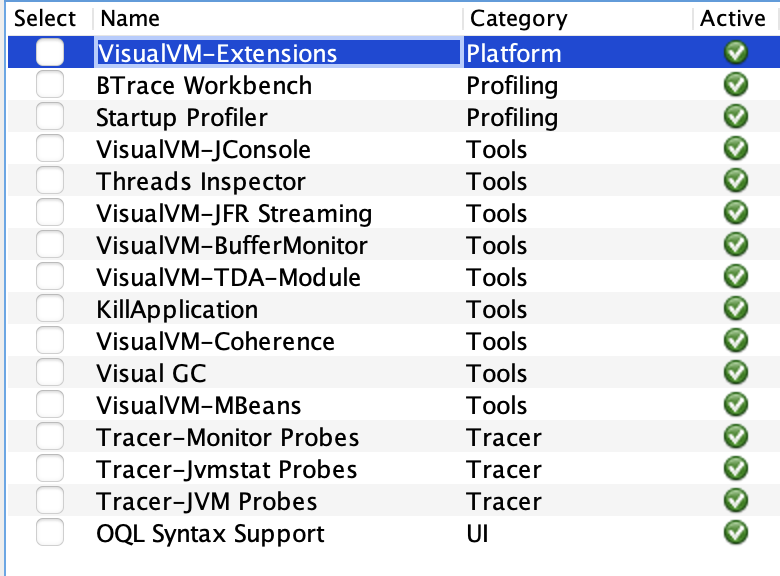 Select Name Category Active
VisualVM-Extensions Platform
BTrace Workbench Profiling
Startup Profiler Profiling
VisualVM-JConsole Tools
Threads Inspector Tools
VisualVM-JFR Streaming Tools
VisualVM-BufferMonitor Tools
VisualVM-TDA-Module Tools
KillApplication Tools
VisualVM-Coherence Tools
Visual GC Tools
VisualVM-MBeans Tools
Tracer-Monitor Probes Tracer
Tracer-Jvmstat Probes Tracer
Tracer-JVM Probes Tracer
OQL Syntax Support UI